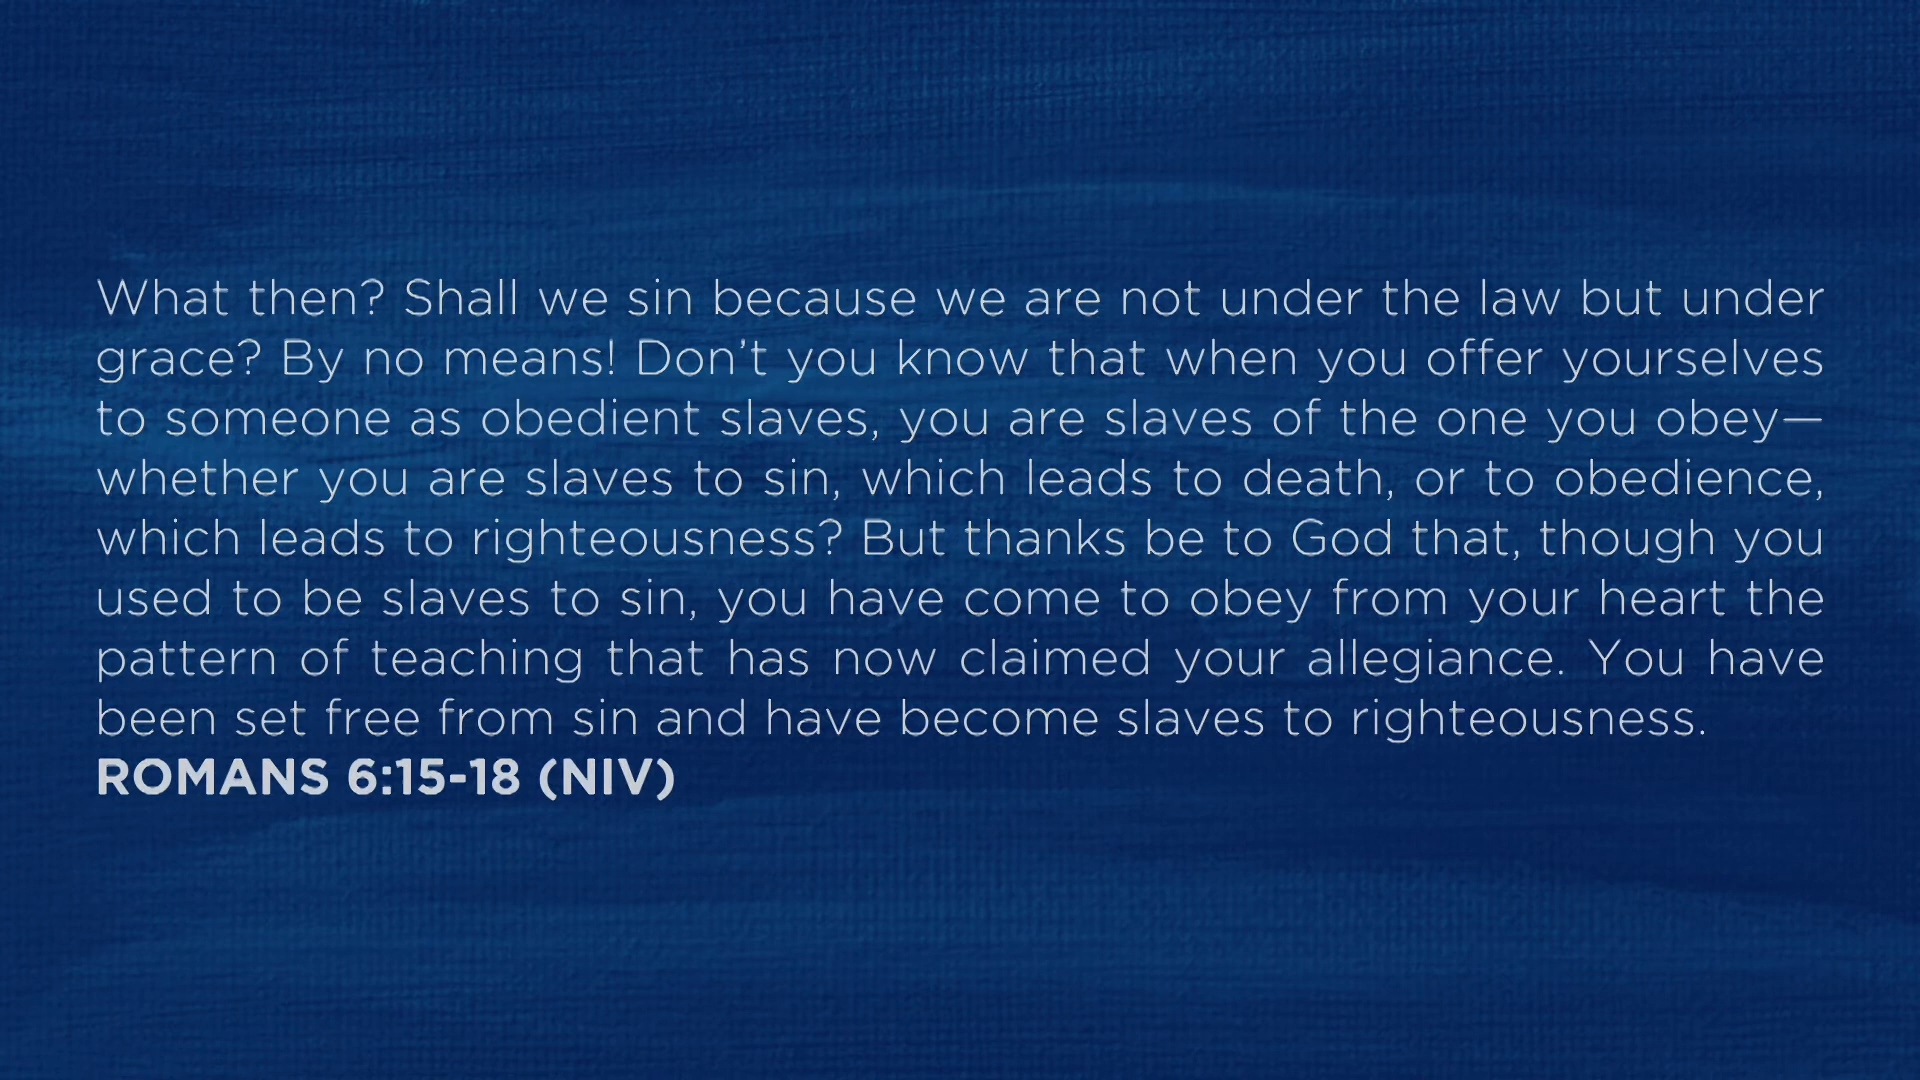 What then? Shall we sin because we are not under the law but under
grace? By no means! Don’t you know that when you offer yourselves
to someone as obedient slaves, you are slaves of the one you obey—
whether you are slaves to sin, which leads to death, or to obedience,
which leads to righteousness? But thanks be to God that, though you
used to be slaves to sin, you have come to obey from your heart the
pattern of teaching that has now claimed your allegiance. You have
been set free from sin and have become slaves to righteousness.
ROMANS 6:15-18 (NIV)